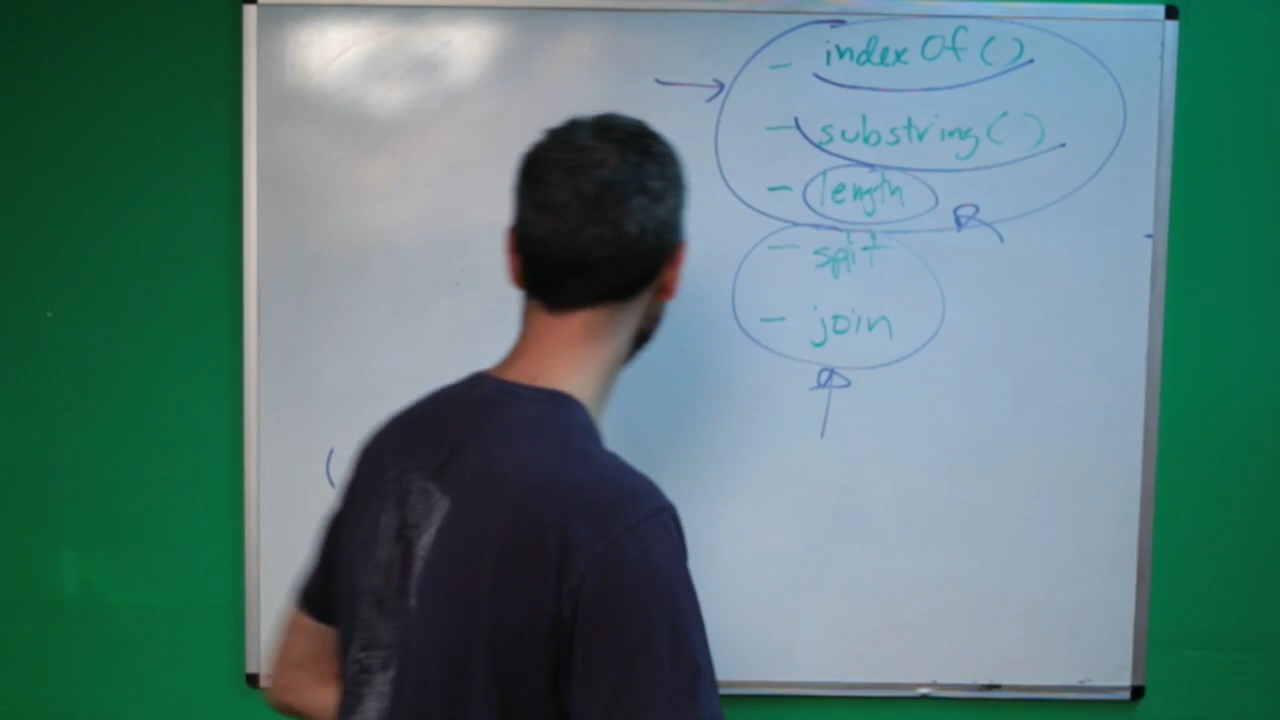 - indexOf()
- substring()
- length
- split
- join
(